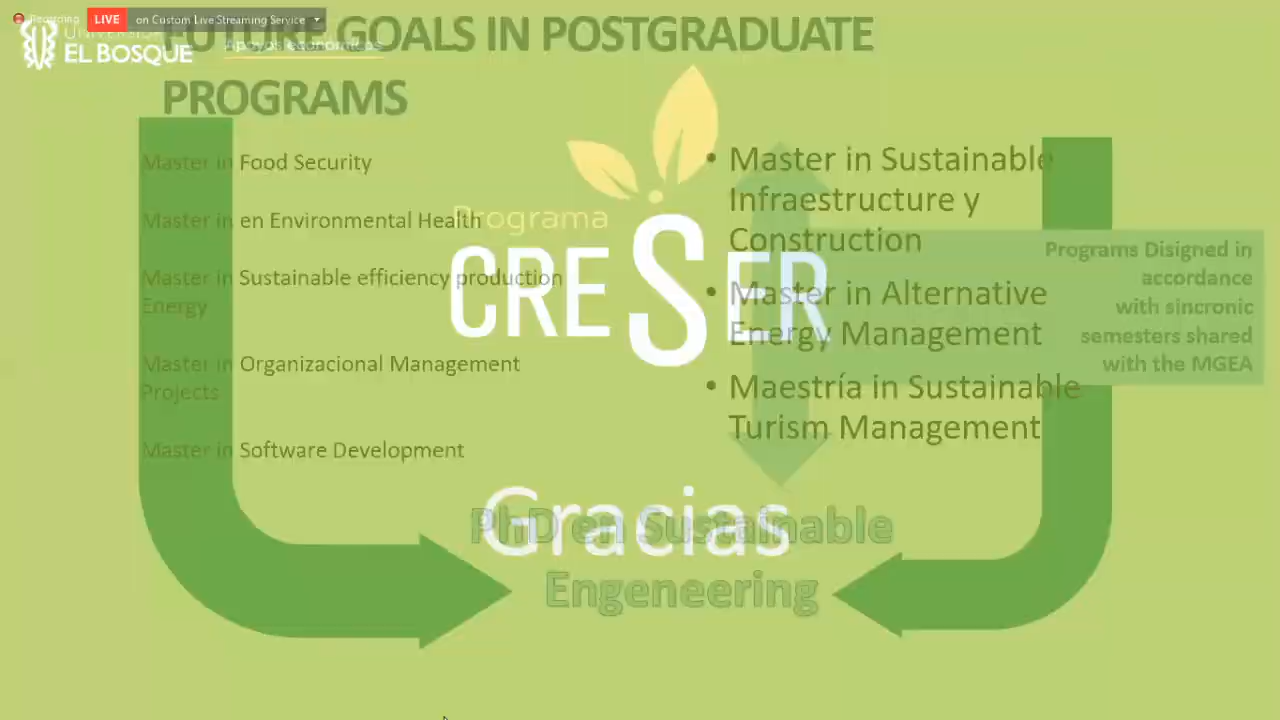 Recording
LIVE on Custom Live Streaming Service
FUTURE GOALS IN POSTGRADUATE
PROGRAMS
EL BOSQUE
Apoyos económicos
Master in Food Security
Master in en Environmental Health
Master in Sustainable efficiency production
Energy
Master in Organizacional Management
Projects
Master in Software Development
Programa
CRESER
Gracias
• Master in Sustainable
Infraestructure y
Construction
• Master in Alternative
Energy Management
• Maestría in Sustainable
Turism Management
Programs Disigned in
accordance
with sincronic
semesters shared
with the MGEA
PhD en Sustainable
Engeneering